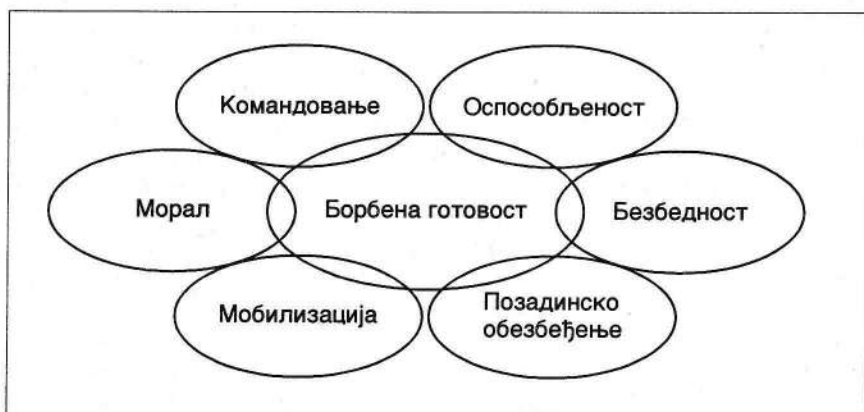 Командовање
Оспособљеност
Морал
Борбена готовост
Безбедност
Мобилизација
Позадинско
обезбеђење